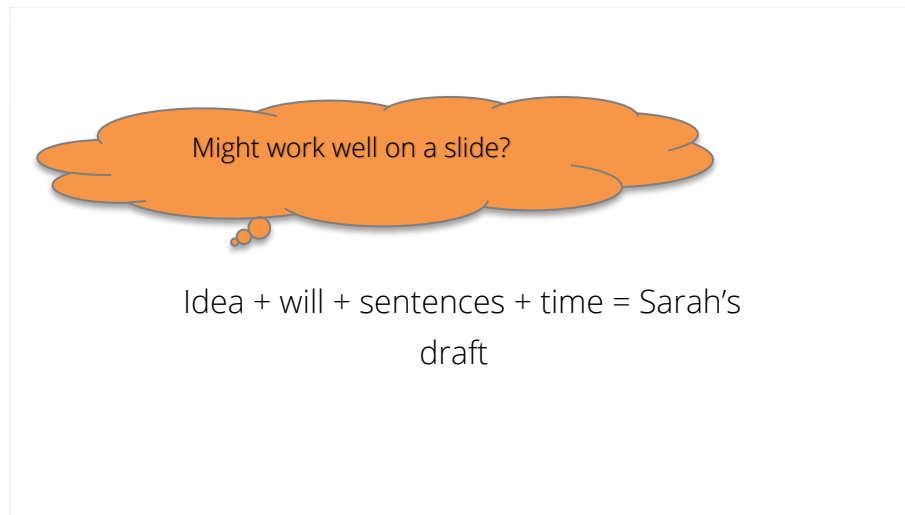 Might work well on a slide?
Idea + will + sentences + time = Sarah’s
draft